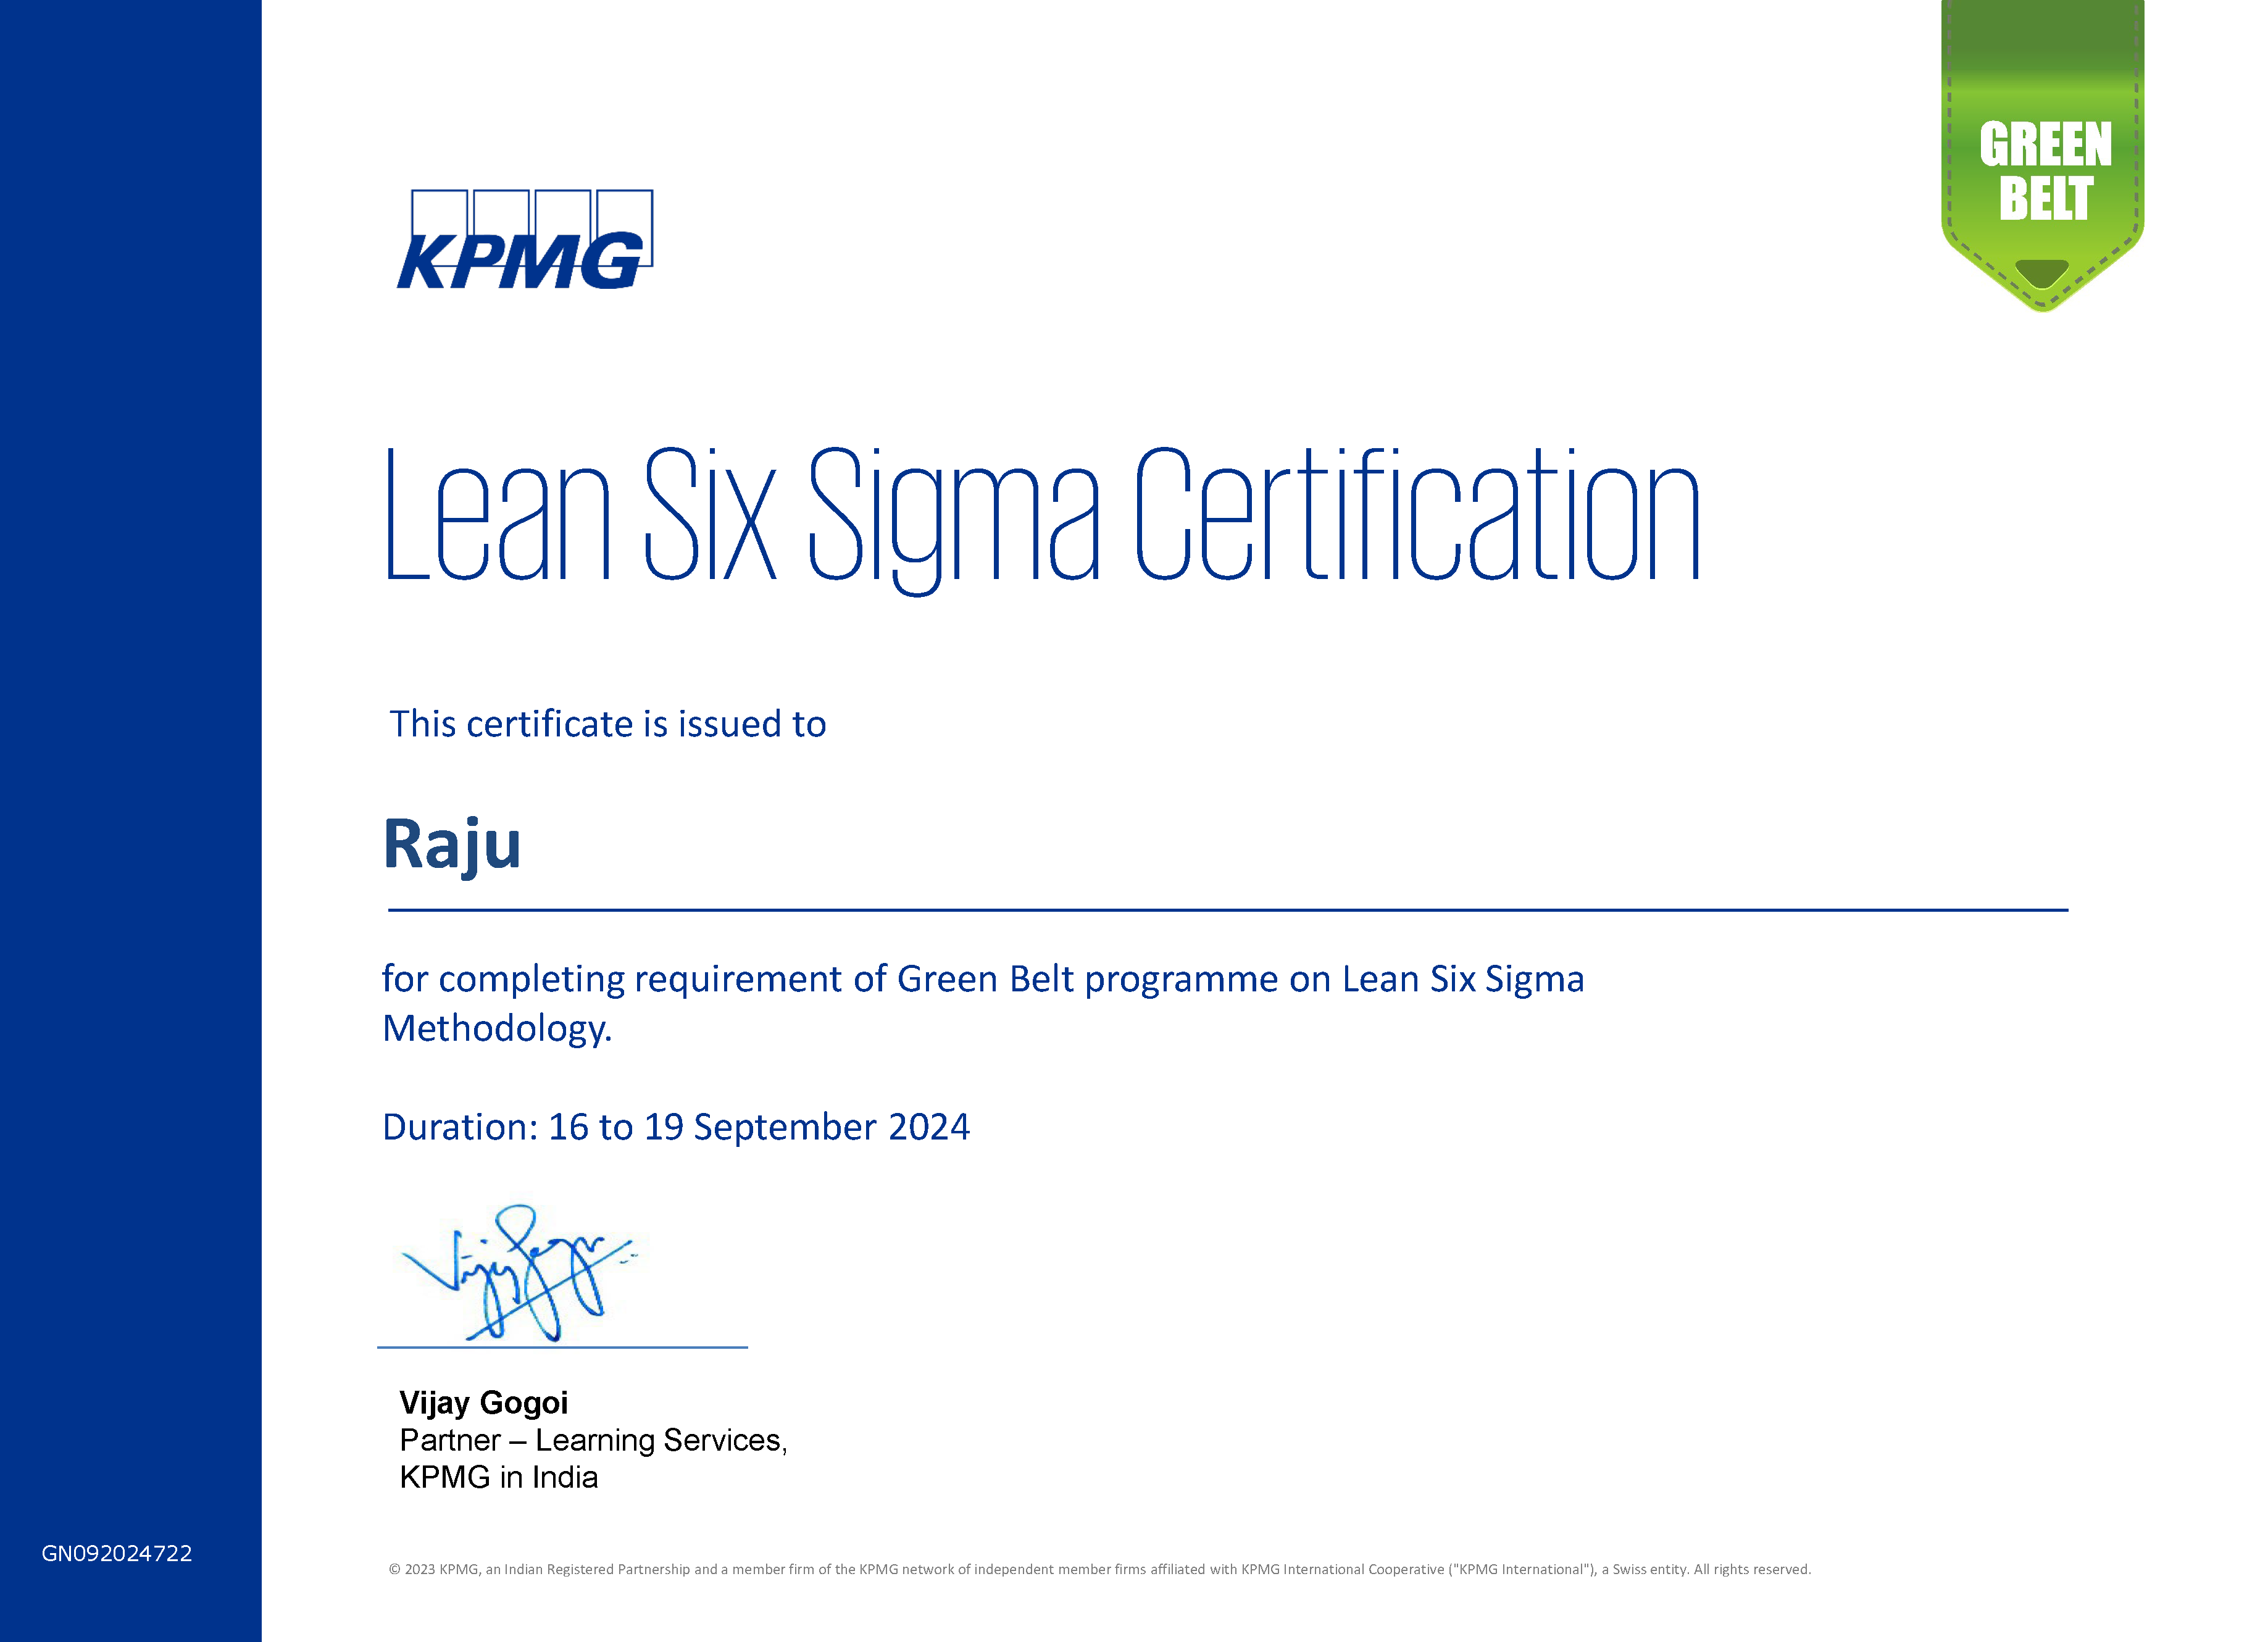 GREEN
BELT
KPMG
Lean Six Sigma Certification
This certificate is issued to
Raju
for completing requirement of Green Belt programme on Lean Six Sigma
Methodology.
Duration: 16 to 19 September 2024
Vijay Gogoi
Partner – Learning Services,
KPMG in India
GN092024722
© 2023 KPMG, an Indian Registered Partnership and a member firm of the KPMG network of independent member firms affiliated with KPMG International Cooperative ("KPMG International"), a Swiss entity. All rights reserved.